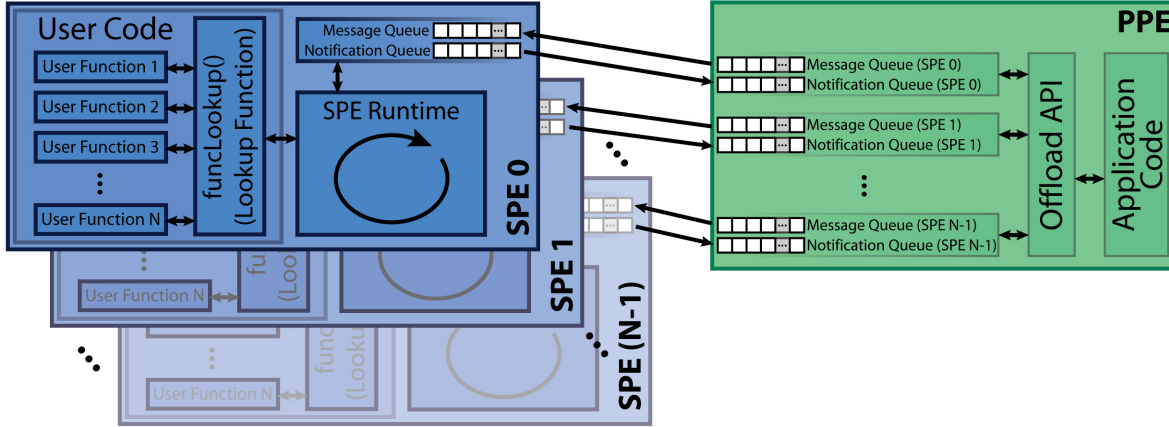 User Code
User Function 1
User Function 2
User Function 3
...
User Function N
funcLookup()
(Lookup Function)
Message Queue ...
Notification Queue ...
SPE Runtime
SPE 0
...
User Function N
SPE 1
...
User Function N
SPE (N-1)
PPE
... Message Queue (SPE 0)
... Notification Queue (SPE 0)
... Message Queue (SPE 1)
... Notification Queue (SPE 1)
...
... Message Queue (SPE N-1)
... Notification Queue (SPE N-1)
Offload API
Application
Code